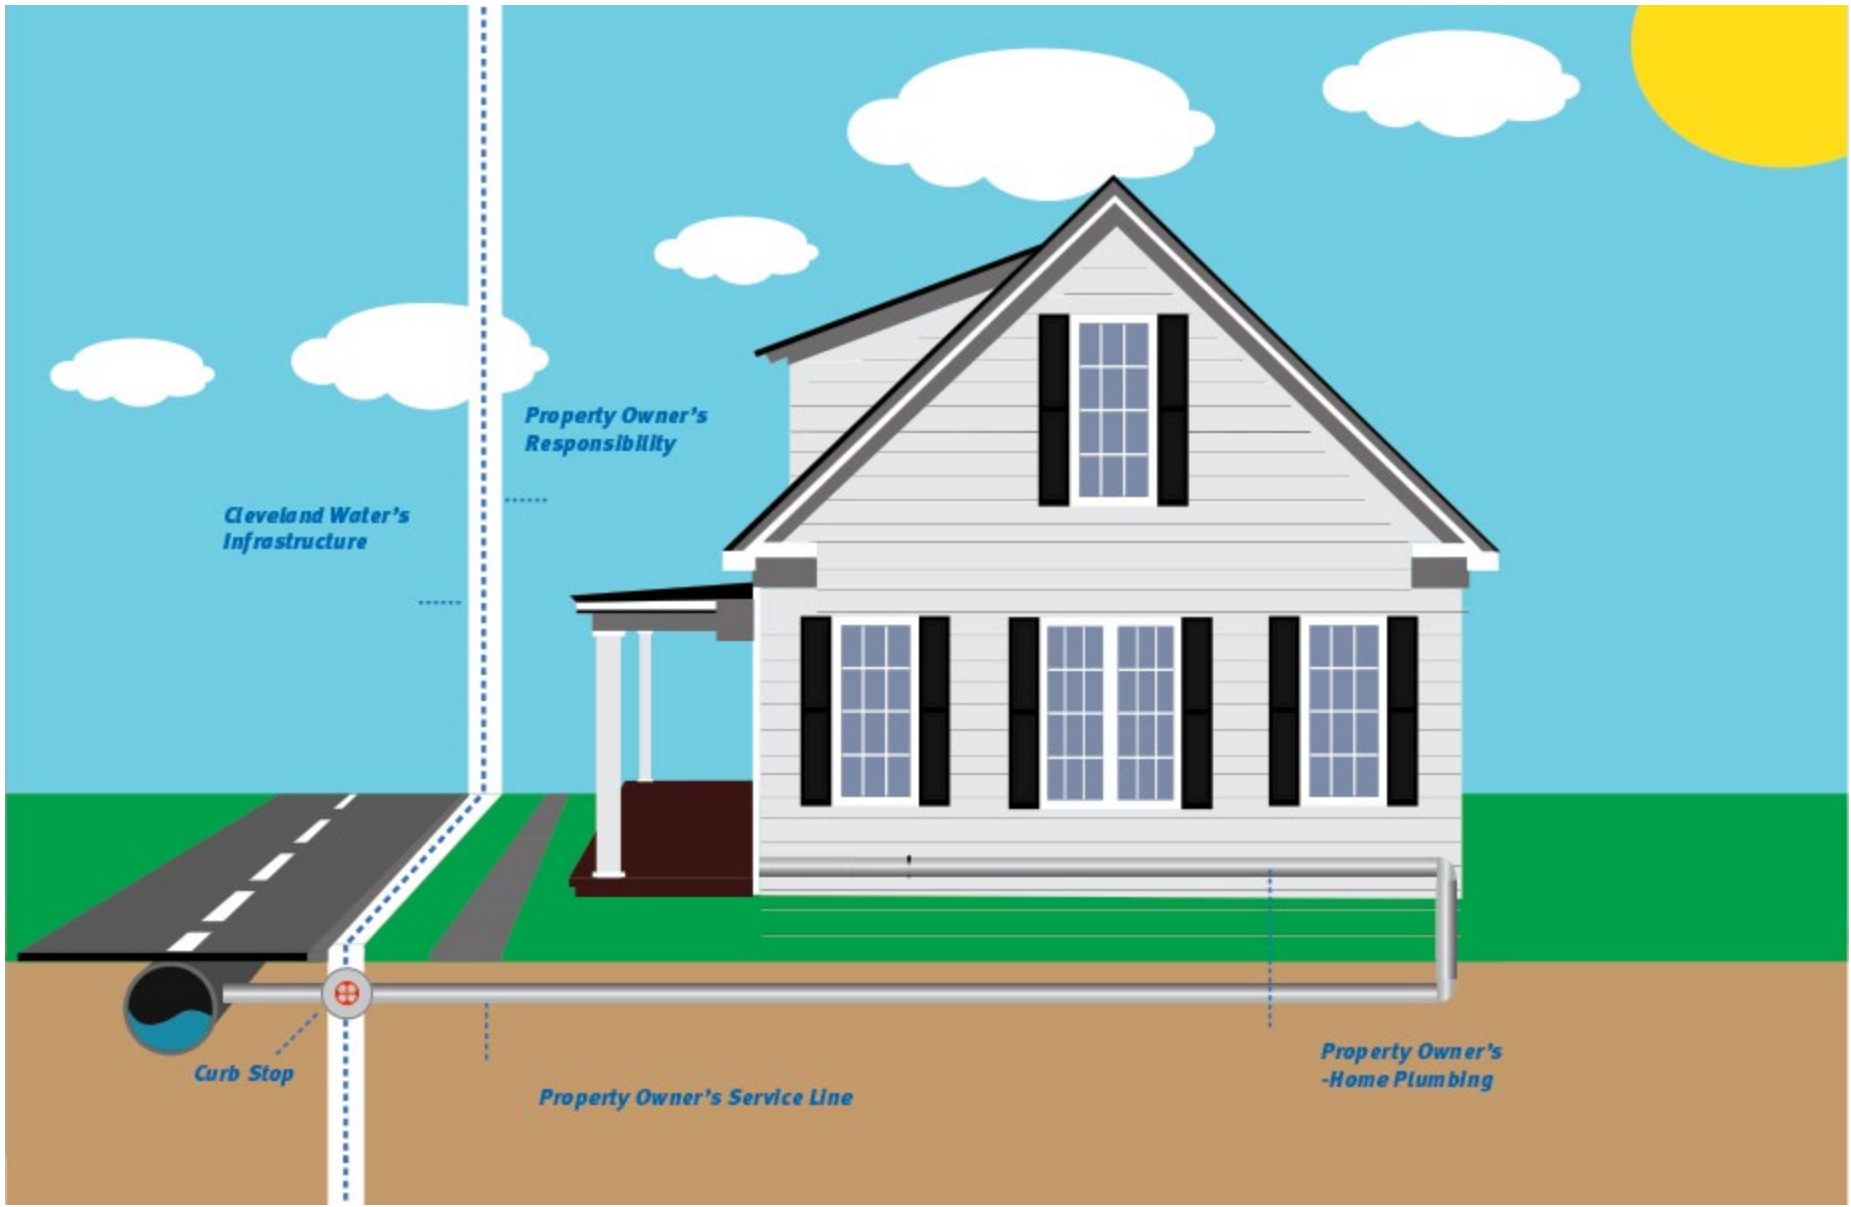 Property Owner's
Responsibility
Cleveland Water's
Infrastructure
Curb Stop
Property Owner's Service Line
Property Owner's
-Home Plumbing